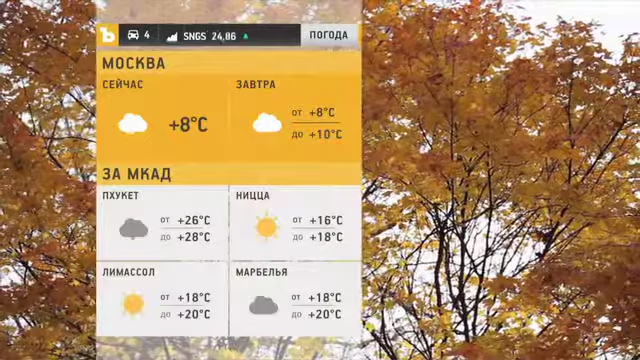 Ъ 4 SNGS 24,86 ПОГОДА
МОСКВА
СЕЙЧАС ЗАВТРА
+8°C от +8°C
до +10°C
ЗА МКАД
ПХУКЕТ НИЦЦА
от +26°C от +16°C
до +28°C до +18°C
ЛИМАССОЛ МАРБЕЛЬЯ
от +18°C от +18°C
до +20°C до +20°C